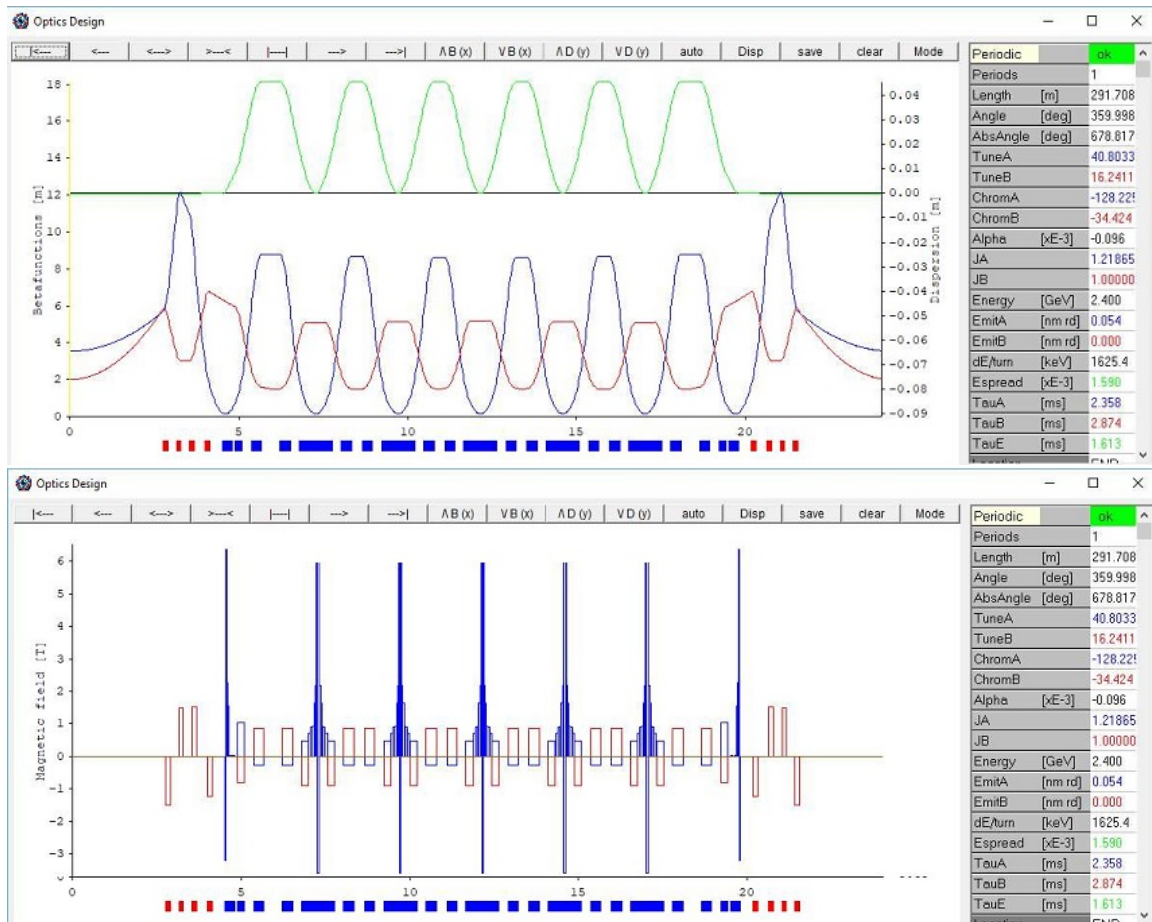 Optics Design
|<--- <--- <---> >---< |----| ---> --->| Λ B (x) V B (x) Λ D (y) V D (y) auto Disp save clear Mode
Periodic ok
Periods 1
Length [m] 291.708
Angle [deg] 359.998
AbsAngle [deg] 678.817
TuneA 40.8033
TuneB 16.2411
ChromA -128.225
ChromB -34.424
Alpha [xE-3] -0.096
JA 1.21865
JB 1.00000
Energy [GeV] 2.400
EmitA [nm rd] 0.054
EmitB [nm rd] 0.000
dE/turn [keV] 1625.4
Espread [xE-3] 1.590
TauA [ms] 2.358
TauB [ms] 2.874
TauE [ms] 1.613
Betafunctions [m]
18
16
14
12
10
8
6
4
2
0
0 5 10 15 20
0.04
0.03
0.02
0.01
0.00
-0.01
-0.02
-0.03
-0.04
-0.05
-0.06
-0.07
-0.08
-0.09
Dispersion [m]
Optics Design
|<--- <--- <---> >---< |----| ---> --->| Λ B (x) V B (x) Λ D (y) V D (y) auto Disp save clear Mode
Periodic ok
Periods 1
Length [m] 291.708
Angle [deg] 359.998
AbsAngle [deg] 678.817
TuneA 40.8033
TuneB 16.2411
ChromA -128.225
ChromB -34.424
Alpha [xE-3] -0.096
JA 1.21865
JB 1.00000
Energy [GeV] 2.400
EmitA [nm rd] 0.054
EmitB [nm rd] 0.000
dE/turn [keV] 1625.4
Espread [xE-3] 1.590
TauA [ms] 2.358
TauB [ms] 2.874
TauE [ms] 1.613
Magnetic field [T]
6
5
4
3
2
1
0
-1
-2
-3
0 5 10 15 20